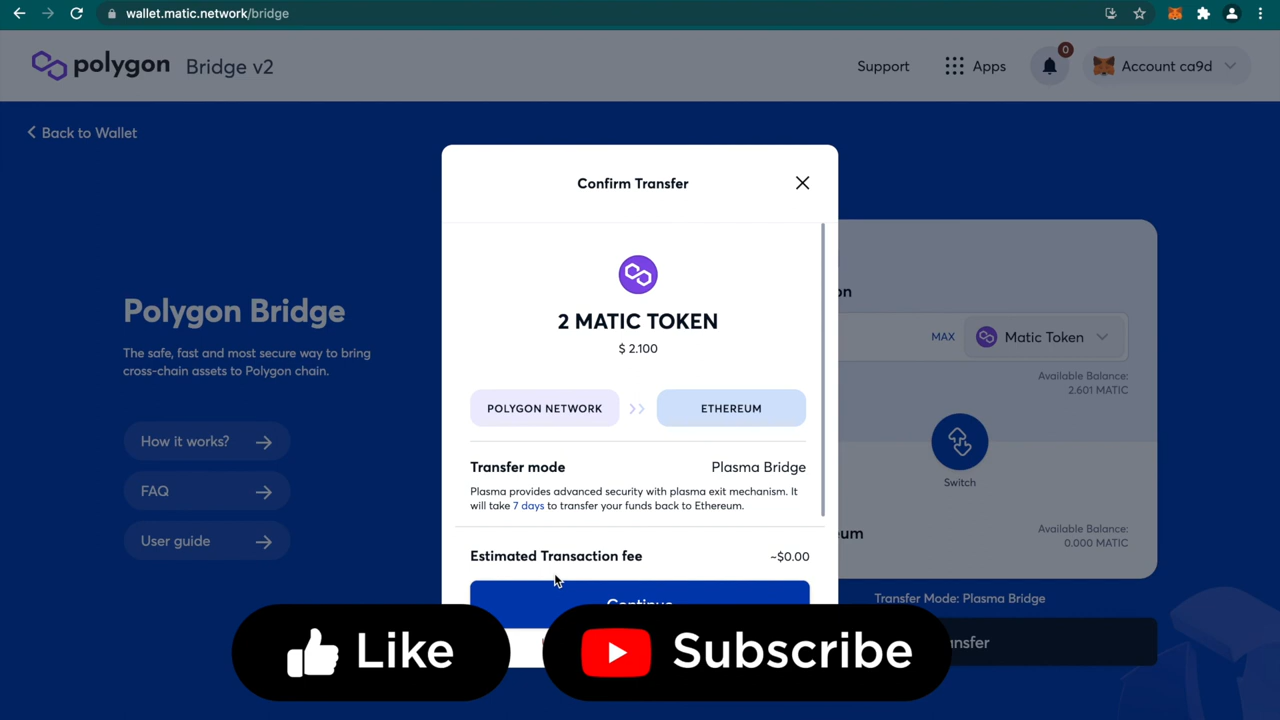 wallet.matic.network/bridge
polygon Bridge v2
Support
Apps
0
Account ca9d
Back to Wallet
Confirm Transfer
2 MATIC TOKEN
$ 2.100
POLYGON NETWORK
ETHEREUM
Transfer mode
Plasma Bridge
Plasma provides advanced security with plasma exit mechanism. It
will take 7 days to transfer your funds back to Ethereum.
Estimated Transaction fee
~$0.00
Continue
Polygon Bridge
The safe, fast and most secure way to bring
cross-chain assets to Polygon chain.
How it works?
FAQ
User guide
MAX
Matic Token
Available Balance:
2.601 MATIC
Switch
Available Balance:
0.000 MATIC
Transfer Mode: Plasma Bridge
Like
Subscribe